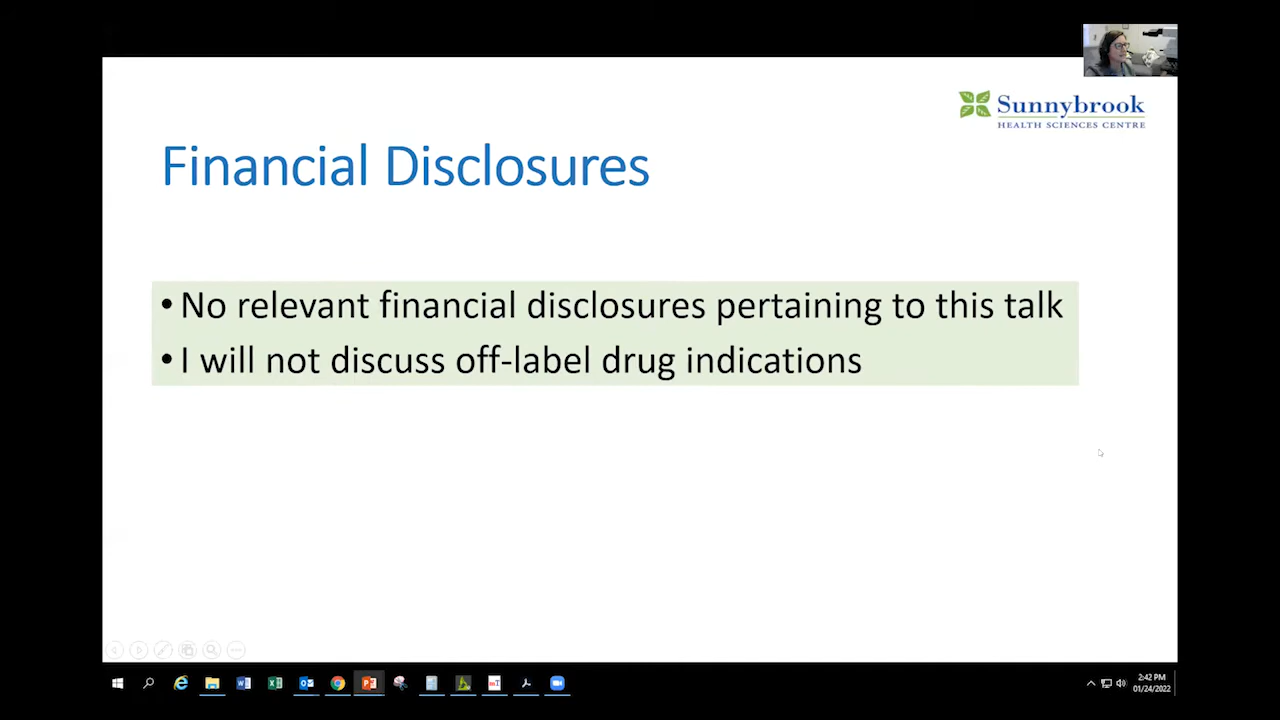 Sunnybrook
HEALTH SCIENCES CENTRE
Financial Disclosures
• No relevant financial disclosures pertaining to this talk
• I will not discuss off-label drug indications
2:42 PM
01/24/2022